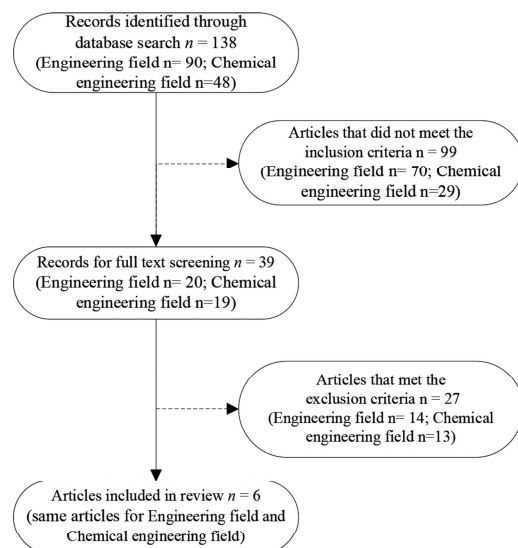 Records identified through
database search n = 138
(Engineering field n= 90; Chemical
engineering field
n=48)
Articles that did not meet the
inclusion criteria n = 99
(Engineering field n= 70; Chemical
engineering field
n=29)
Records for full text screening n = 39
(Engineering field n= 20; Chemical
engineering field
n=19)
Articles that met the
exclusion criteria n = 27
(Engineering field n= 14; Chemical
engineering field n=13)
Articles included in review n = 6
(same articles for Engineering field and
Chemical engineering field)